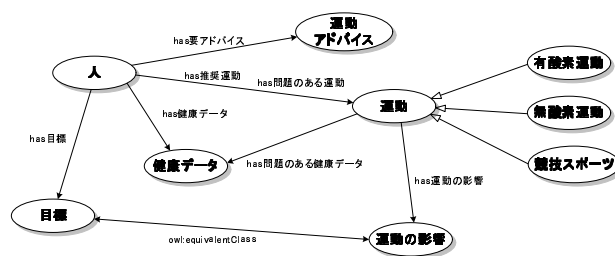 運動
アドバイス
has要アドバイス
人
有酸素運動
has推奨運動
has問題のある運動
運動
無酸素運動
has健康データ
has目標
健康データ
has問題のある健康データ
競技スポーツ
has運動の影響
目標
owl:equivalentClass
運動の影響